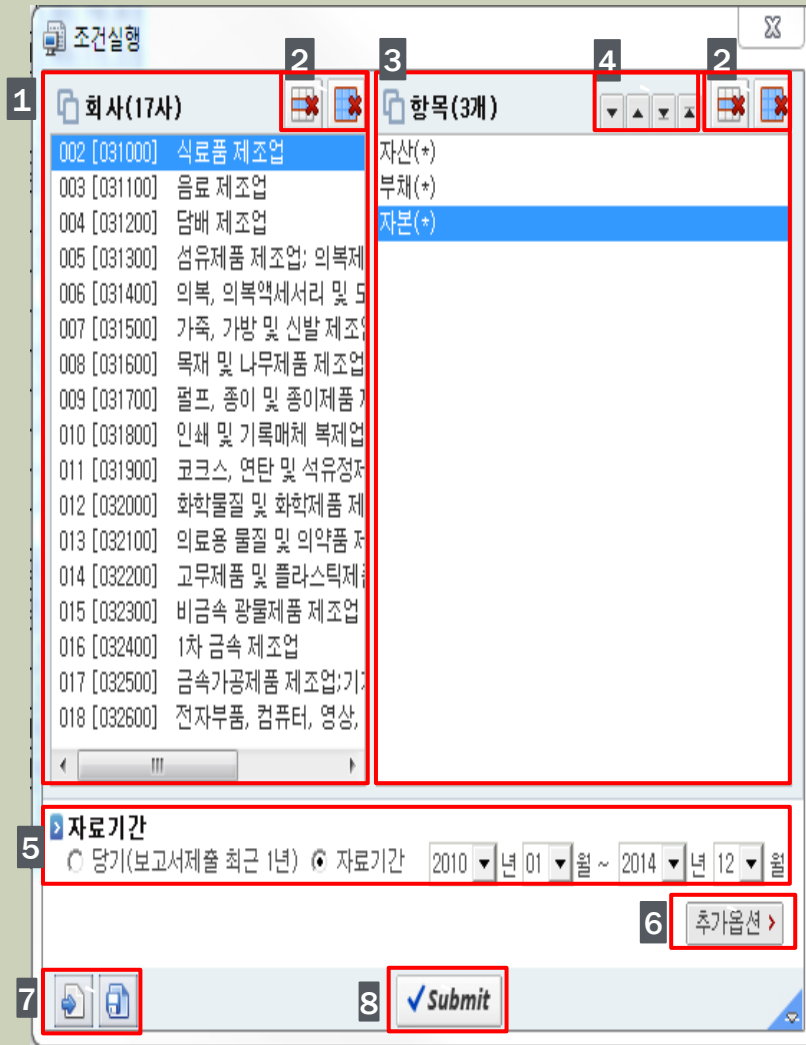 조건실행
1
2
3
4
2
회사(17사)
항목(3개)
002 [031000] 식료품 제조업
003 [031100] 음료 제조업
004 [031200] 담배 제조업
005 [031300] 섬유제품 제조업; 의복제
006 [031400] 의복, 의복액세서리 및
007 [031500] 가죽, 가방 및 신발 제조업
008 [031600] 목재 및 나무제품 제조업
009 [031700] 펄프, 종이 및 종이제품
010 [031800] 인쇄 및 기록매체 복제업
011 [031900] 코크스, 연탄 및 석유정제
012 [032000] 화학물질 및 화학제품 제
013 [032100] 의료용 물질 및 의약품 제
014 [032200] 고무제품 및 플라스틱제품
015 [032300] 비금속 광물제품 제조업
016 [032400] 1차 금속 제조업
017 [032500] 금속가공제품 제조업;기
018 [032600] 전자부품, 컴퓨터, 영상,
자산(*)
부채(*)
자본(*)
5
자료기간
당기(보고서제출 최근 1년) 자료기간 2010 년 01 월 ~ 2014 년 12 월
6
추가옵션 >
7
8
Submit